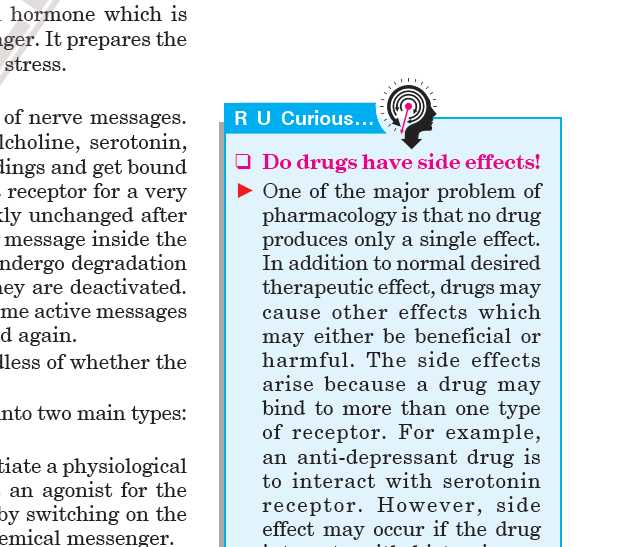 hormone which is
ger. It prepares the
stress.
of nerve messages.
lcholine, serotonin,
dings and get bound
receptor for a very
kly unchanged after
message inside the
ndergo degradation
hey are deactivated.
me active messages
d again.
dless of whether the
into two main types:
tiate a physiological
an agonist for the
by switching on the
emical messenger.
R U Curious...
❑ Do drugs have side effects!
► One of the major problem of
pharmacology is that no drug
produces only a single effect.
In addition to normal desired
therapeutic effect, drugs may
cause other effects which
may either be beneficial or
harmful. The side effects
arise because a drug may
bind to more than one type
of receptor. For example,
an anti-depressant drug is
to interact with serotonin
receptor. However, side
effect may occur if the drug